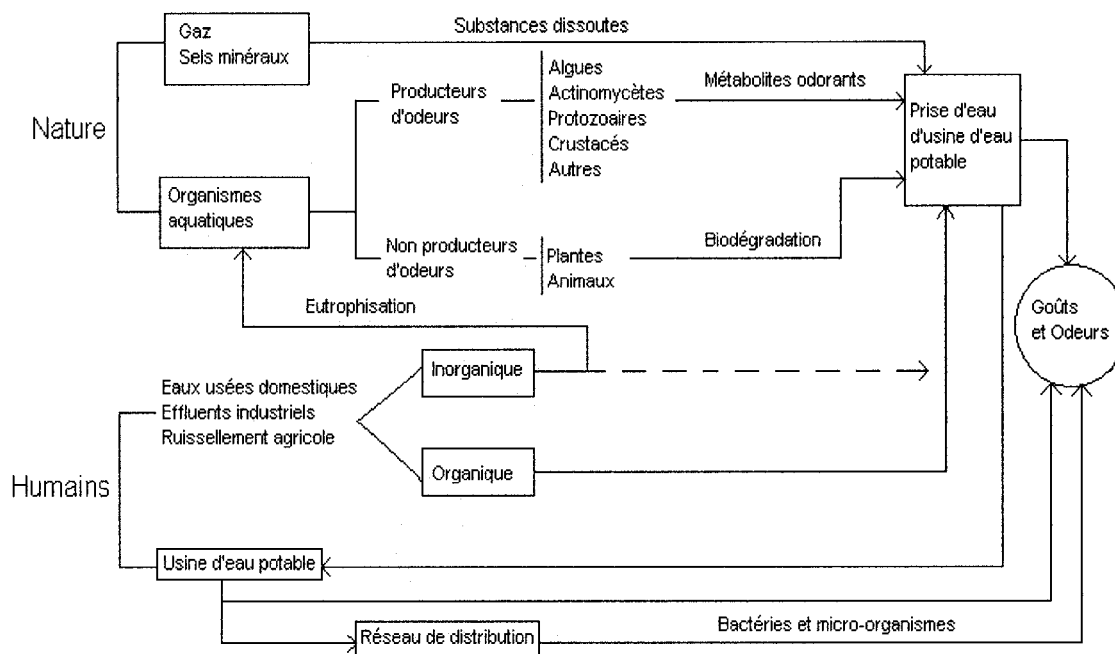 Gaz
Sels minéraux
Substances dissoutes
Nature
Producteurs
d'odeurs
Algues
Actinomycètes
Protozoaires
Crustacés
Autres
Métabolites odorants
Prise d'eau
d'usine d'eau
potable
Organismes
aquatiques
Non producteurs
d'odeurs
Plantes
Animaux
Biodégradation
Eutrophisation
Goûts
et Odeurs
Eaux usées domestiques
Effluents industriels
Ruissellement agricole
Inorganique
Organique
Humains
Usine d'eau potable
Réseau de distribution
Bactéries et micro-organismes